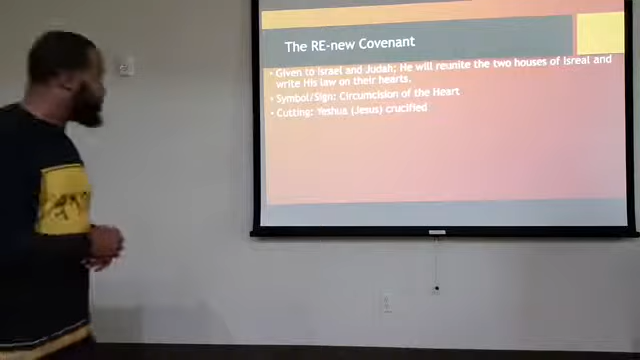 The RE-new Covenant
• Given to Israel and Judah; He will reunite the two houses of Isreal and
write His law on their hearts.
• Symbol/Sign: Circumcision of the Heart
• Cutting: Yeshua (Jesus) crucified